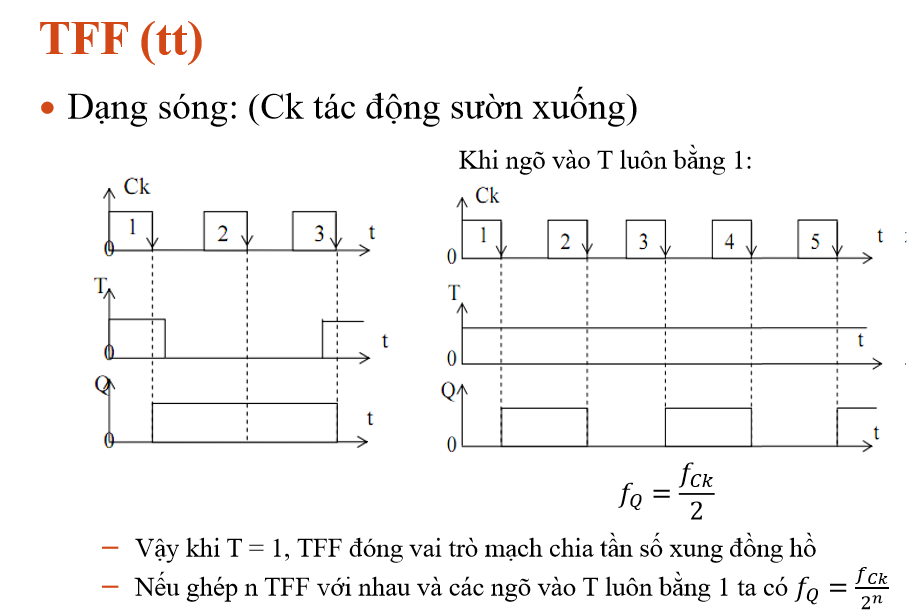 TFF (tt)
• Dạng sóng: (Ck tác động sườn xuống)
Khi ngõ vào T luôn bằng 1:
Ck
1 2 3 t
0
T
0 t
Q
0 t
Ck
1 2 3 4 5 t
0
T
0 t
Q
0 t
f_Q = f_Ck / 2
– Vậy khi T = 1, TFF đóng vai trò mạch chia tần số xung đồng hồ
– Nếu ghép n TFF với nhau và các ngõ vào T luôn bằng 1 ta có f_Q = f_Ck / 2^n